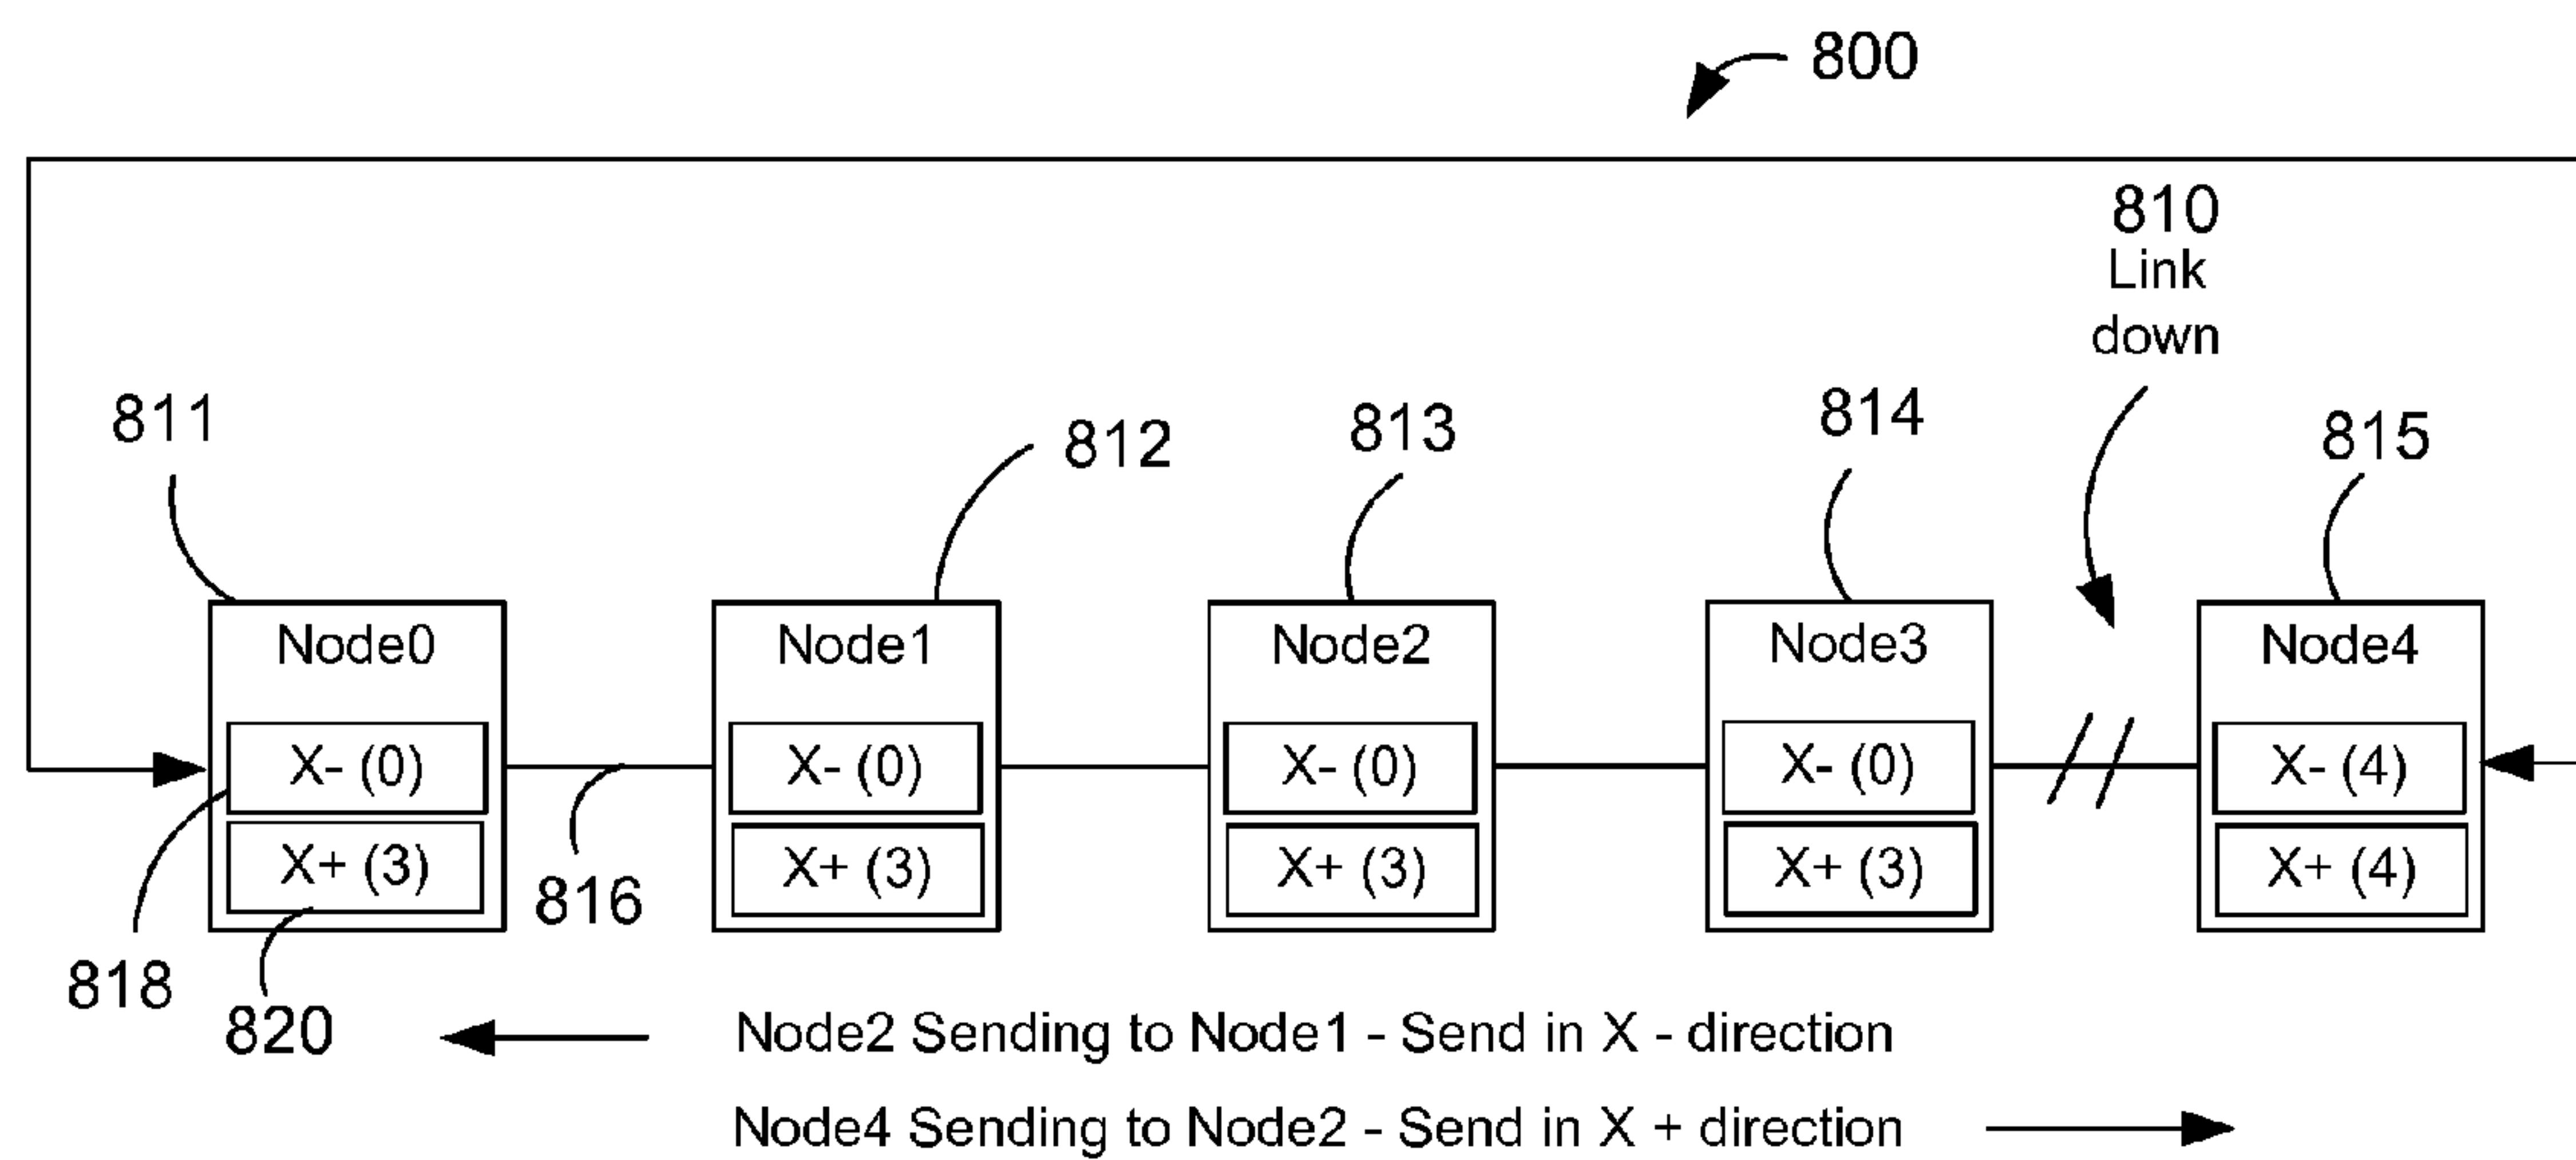 800
810
Link
down
811
812
813
814
815
Node0
Node1
Node2
Node3
Node4
X- (0)
X- (0)
X- (0)
X- (0)
X- (4)
X+ (3)
X+ (3)
X+ (3)
X+ (3)
X+ (4)
816
818
820
Node2 Sending to Node1 - Send in X - direction
Node4 Sending to Node2 - Send in X + direction